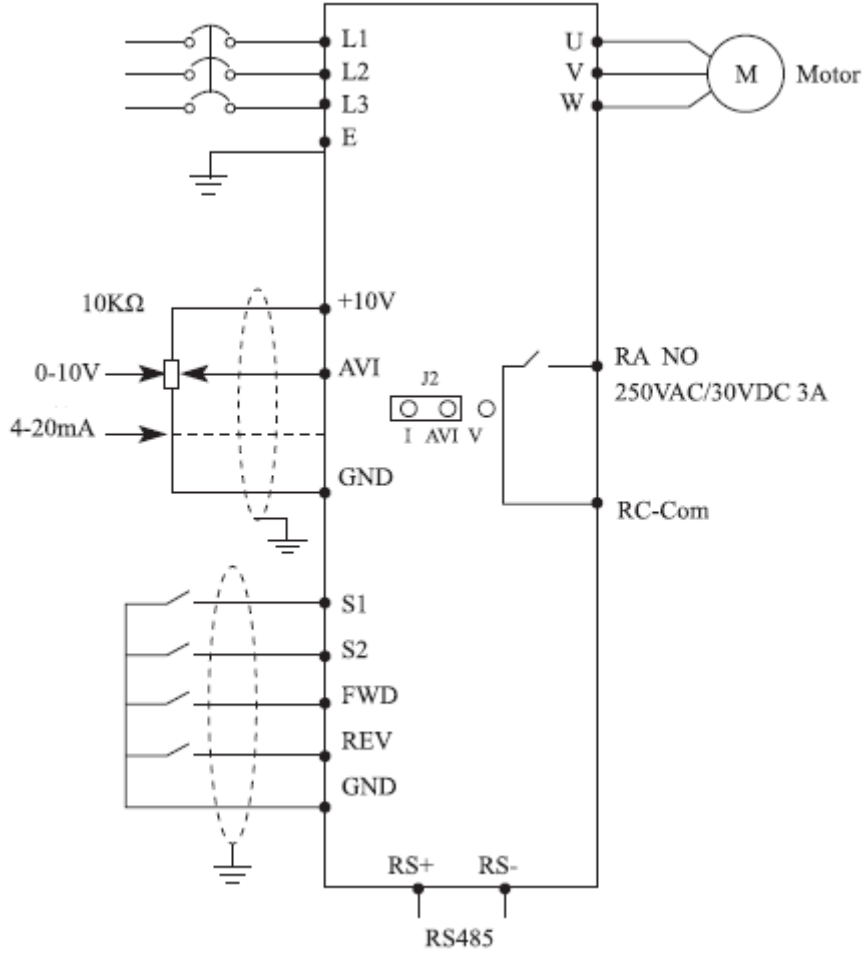 L1
L2
L3
E
U
V
W
M
Motor
10KΩ
+10V
0-10V
AVI
4-20mA
GND
J2
I AVI V
RA NO
250VAC/30VDC 3A
RC-Com
S1
S2
FWD
REV
GND
RS+ RS-
RS485